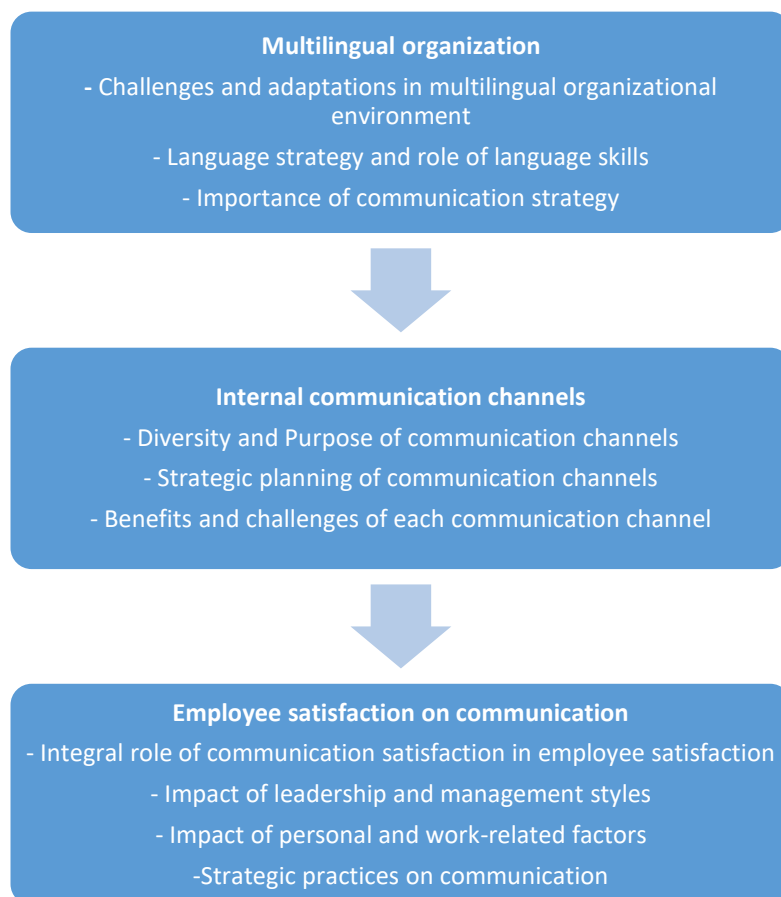 Multilingual organization
- Challenges and adaptations in multilingual organizational
environment
- Language strategy and role of language skills
- Importance of communication strategy
Internal communication channels
- Diversity and Purpose of communication channels
- Strategic planning of communication channels
- Benefits and challenges of each communication channel
Employee satisfaction on communication
- Integral role of communication satisfaction in employee satisfaction
- Impact of leadership and management styles
- Impact of personal and work-related factors
-Strategic practices on communication